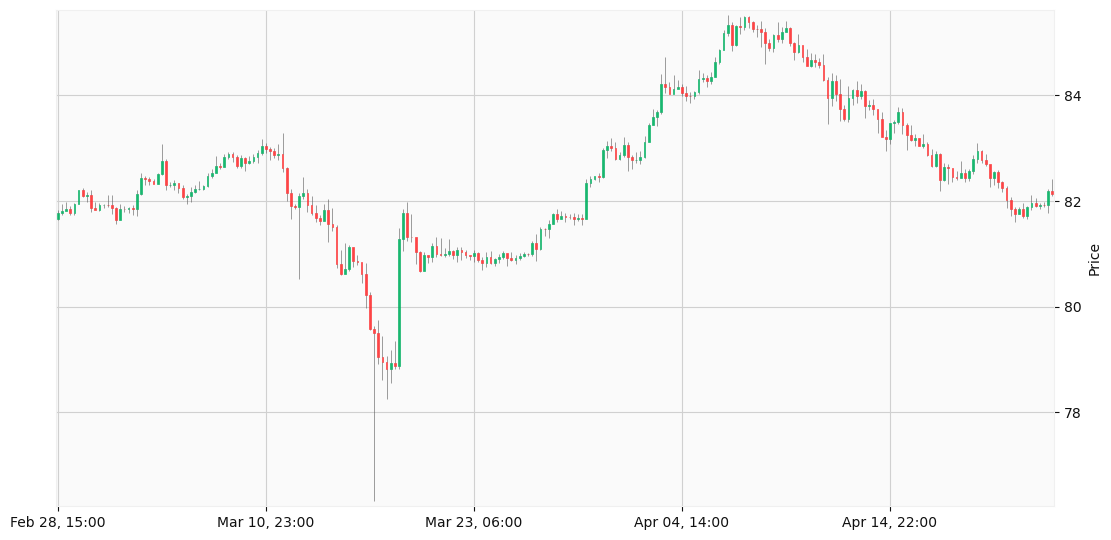 84
82
80
78
Price
Feb 28, 15:00
Mar 10, 23:00
Mar 23, 06:00
Apr 04, 14:00
Apr 14, 22:00